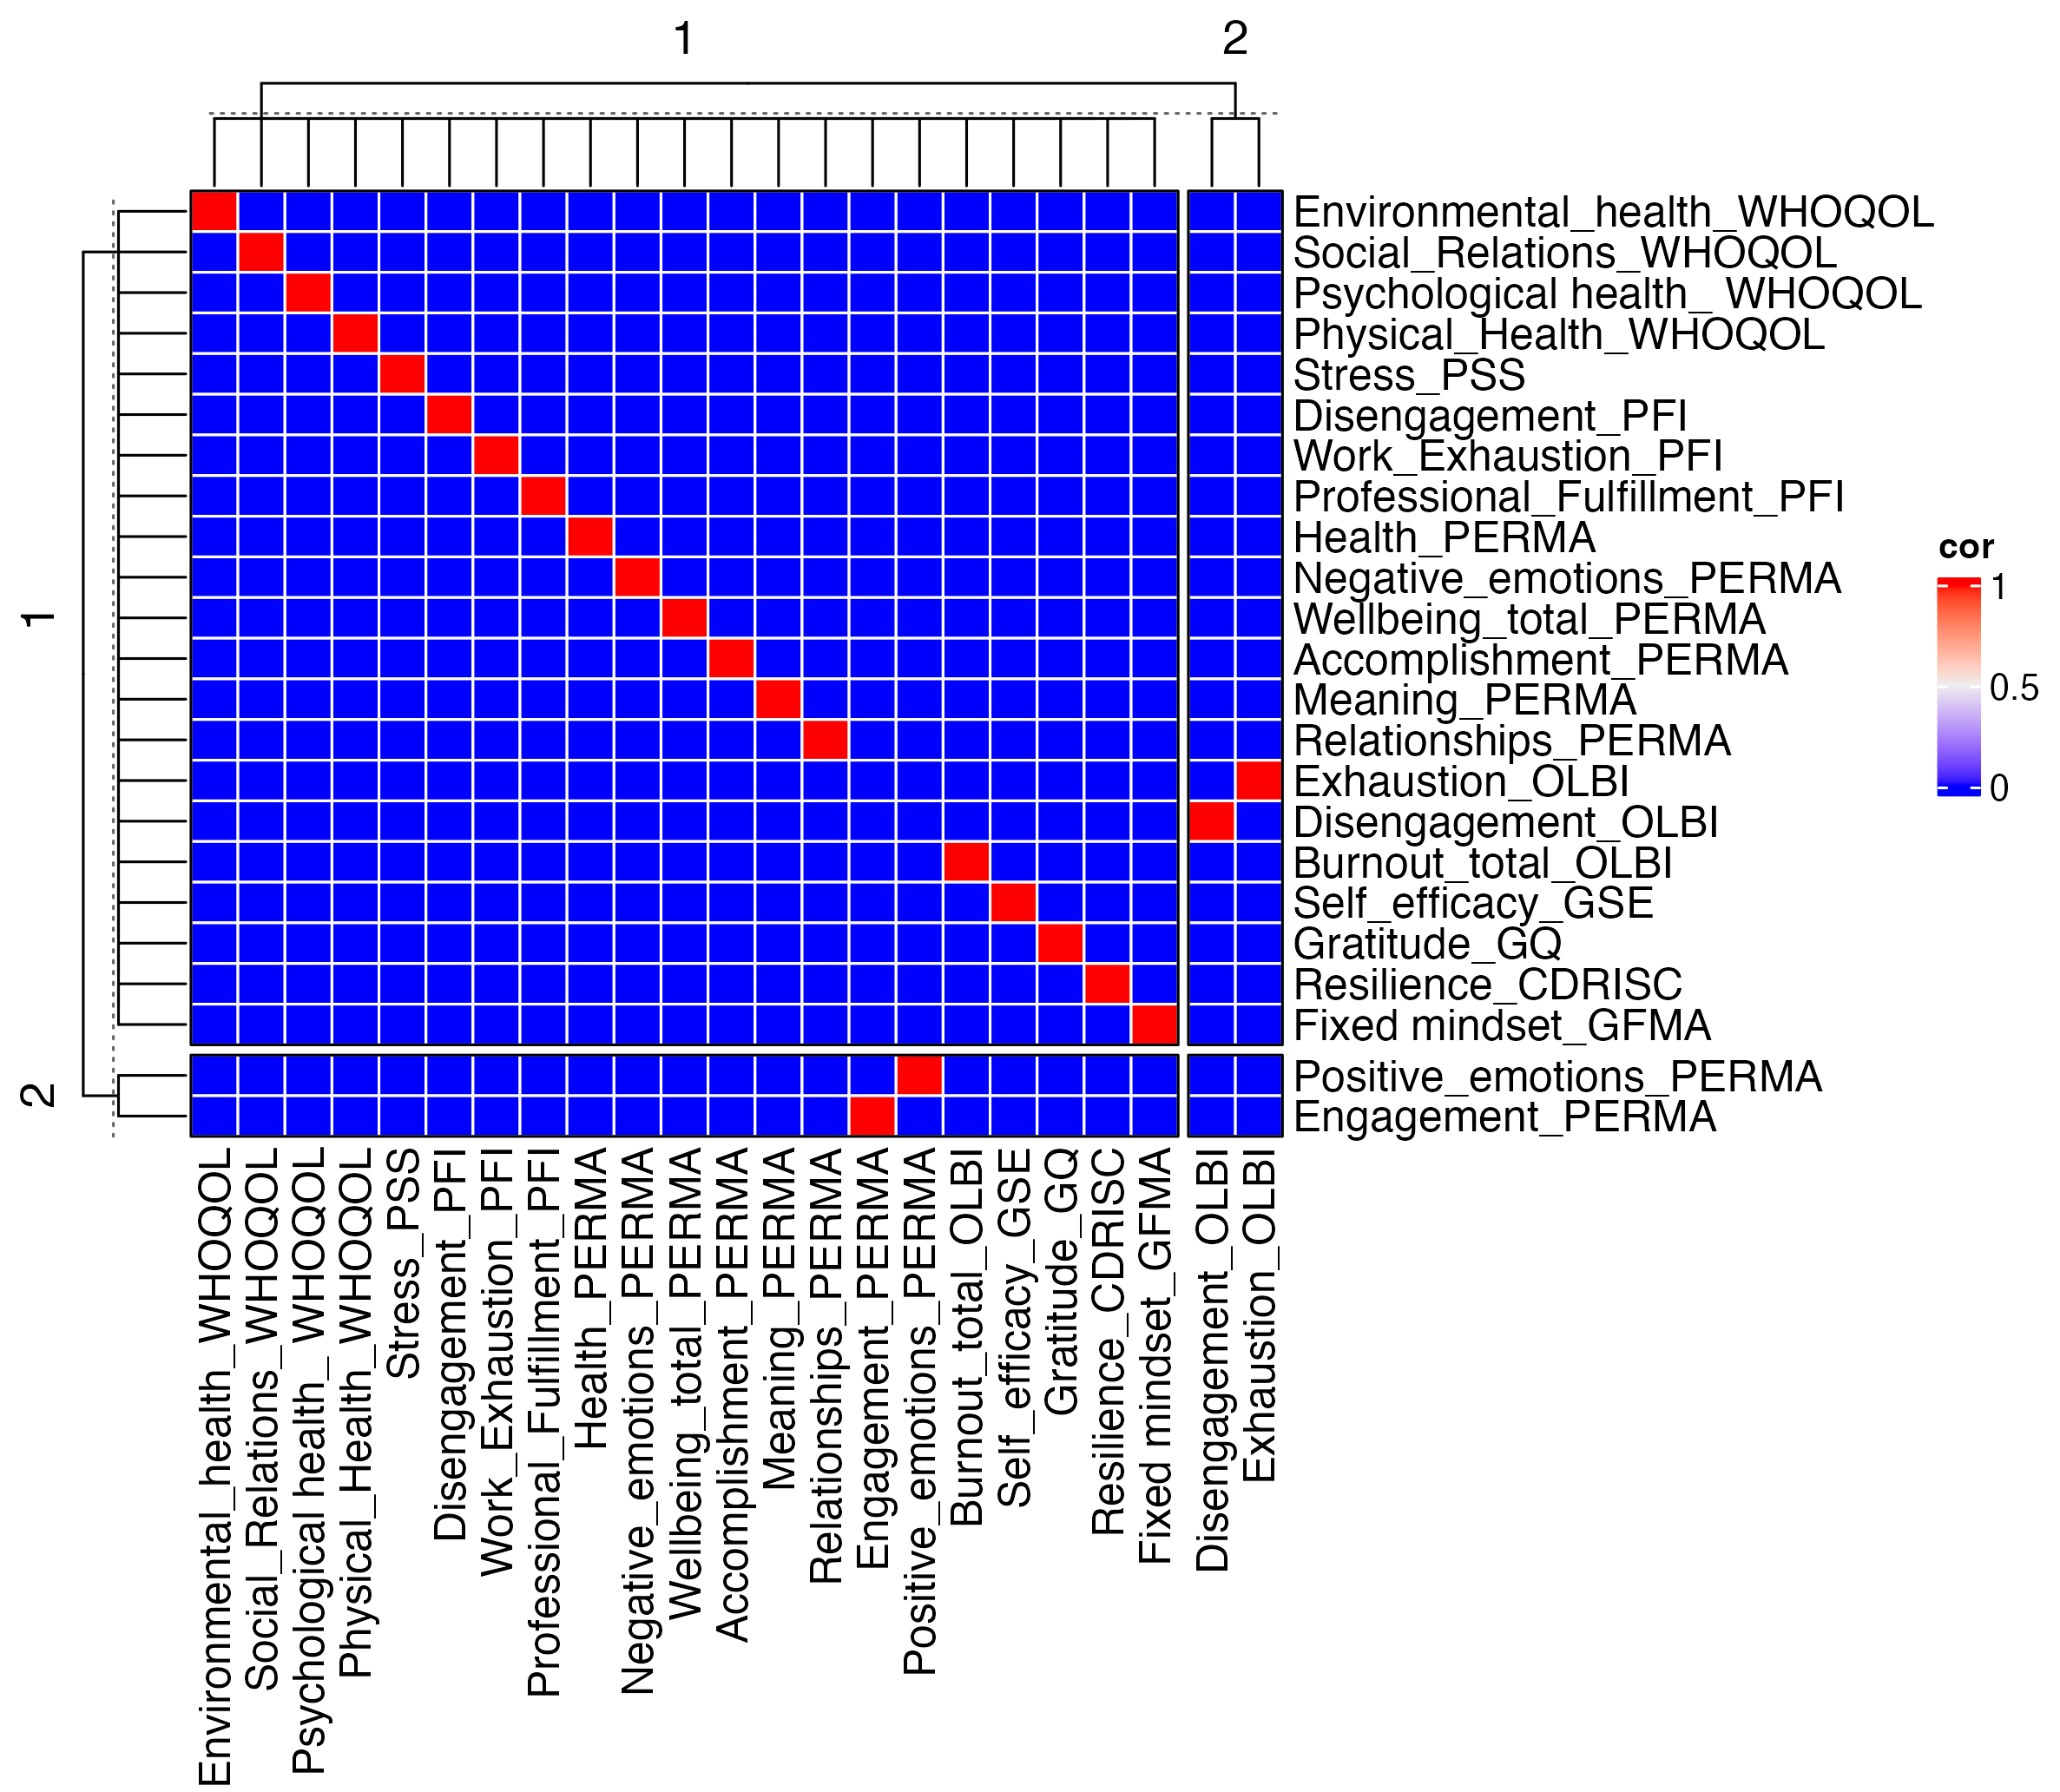 1
2
1
2
Environmental_health_WHOQOL
Social_Relations_WHOQOL
Psychological health_ WHOQOL
Physical_Health_WHOQOL
Stress_PSS
Disengagement_PFI
Work_Exhaustion_PFI
Professional_Fulfillment_PFI
Health_PERMA
Negative_emotions_PERMA
Wellbeing_total_PERMA
Accomplishment_PERMA
Meaning_PERMA
Relationships_PERMA
Exhaustion_OLBI
Disengagement_OLBI
Burnout_total_OLBI
Self_efficacy_GSE
Gratitude_GQ
Resilience_CDRISC
Fixed mindset_GFMA
Positive_emotions_PERMA
Engagement_PERMA
cor
1
0.5
0
Environmental_health_WHOQOL
Social_Relations_WHOQOL
Psychological health_ WHOQOL
Physical_Health_WHOQOL
Stress_PSS
Disengagement_PFI
Work_Exhaustion_PFI
Professional_Fulfillment_PFI
Health_PERMA
Negative_emotions_PERMA
Wellbeing_total_PERMA
Accomplishment_PERMA
Meaning_PERMA
Relationships_PERMA
Engagement_PERMA
Positive_emotions_PERMA
Burnout_total_OLBI
Self_efficacy_GSE
Gratitude_GQ
Resilience_CDRISC
Fixed mindset_GFMA
Disengagement_OLBI
Exhaustion_OLBI